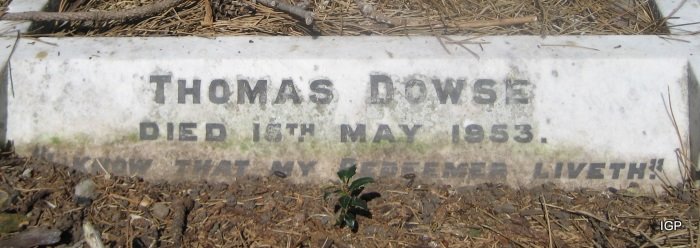 THOMAS DOWSE
DIED 16TH MAY 1953.
"I KNOW THAT MY REDEEMER LIVETH"
IGP